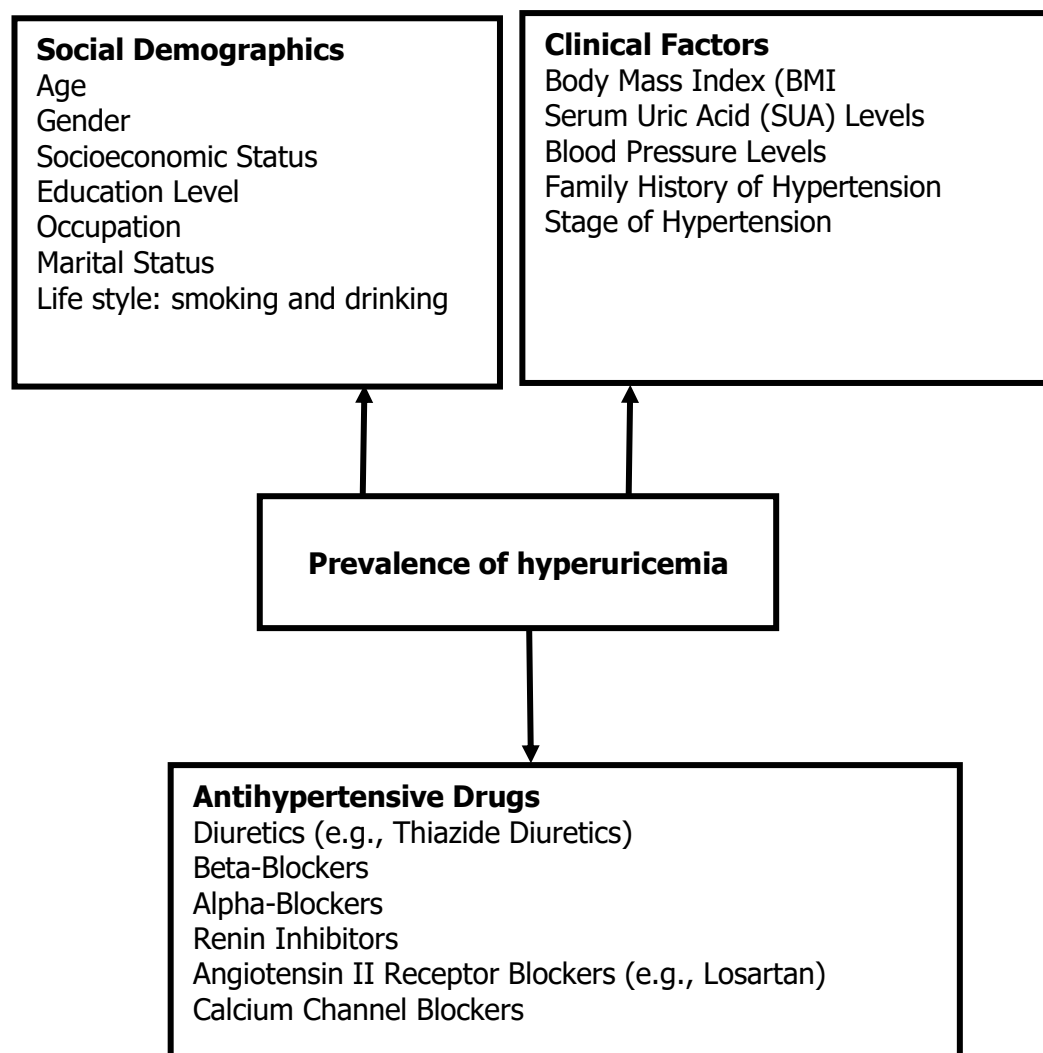 Social Demographics
Age
Gender
Socioeconomic Status
Education Level
Occupation
Marital Status
Life style: smoking and drinking
Clinical Factors
Body Mass Index (BMI
Serum Uric Acid (SUA) Levels
Blood Pressure Levels
Family History of Hypertension
Stage of Hypertension
Prevalence of hyperuricemia
Antihypertensive Drugs
Diuretics (e.g., Thiazide Diuretics)
Beta-Blockers
Alpha-Blockers
Renin Inhibitors
Angiotensin II Receptor Blockers (e.g., Losartan)
Calcium Channel Blockers